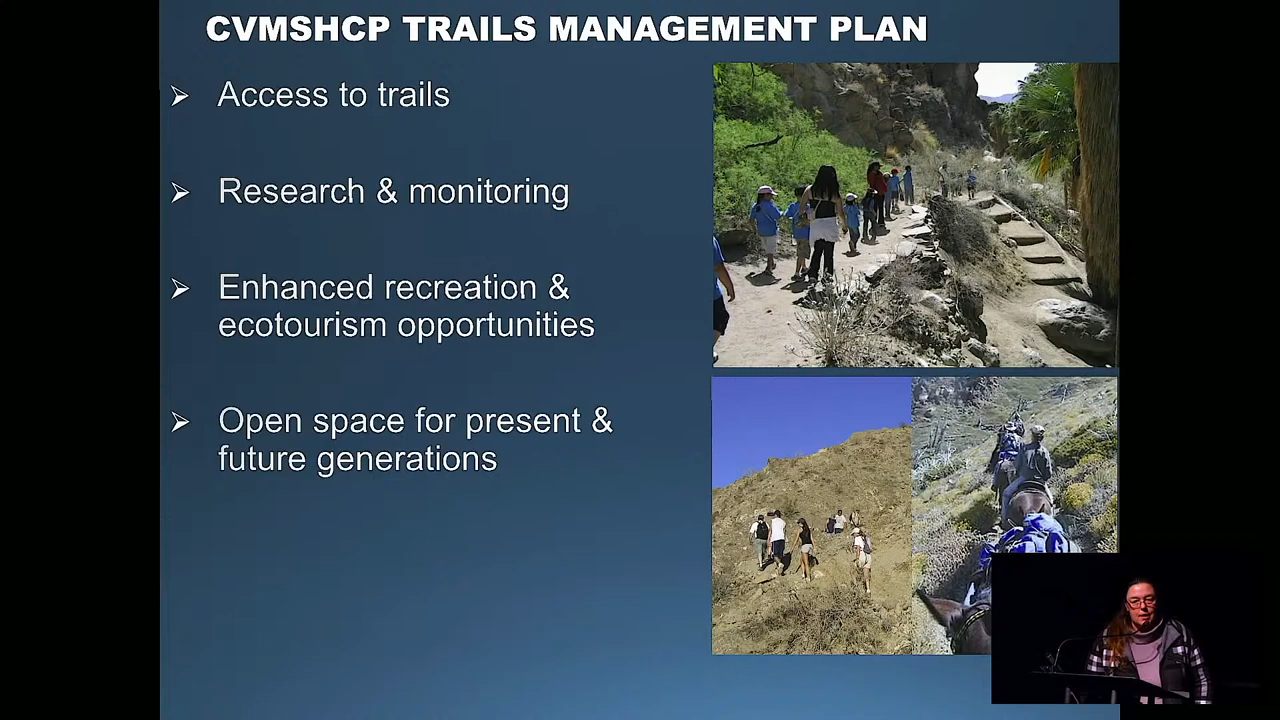 CVMSHCP TRAILS MANAGEMENT PLAN
Access to trails
Research & monitoring
Enhanced recreation &
ecotourism opportunities
Open space for present &
future generations